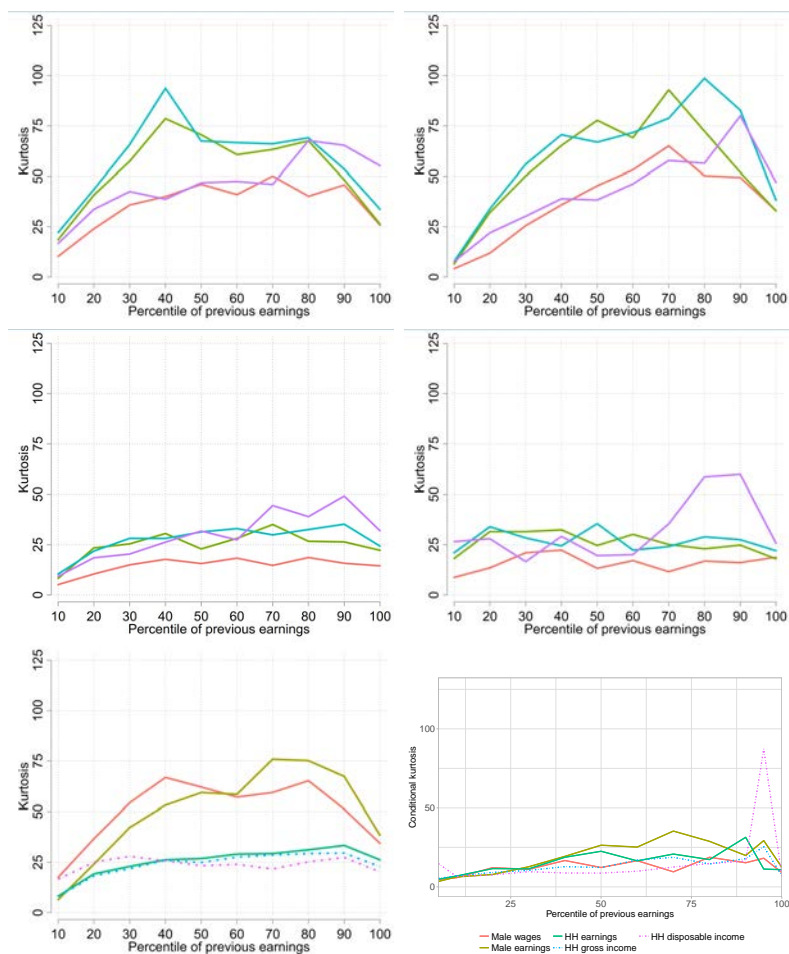 125
100
75
50
25
0
Kurtosis
10 20 30 40 50 60 70 80 90 100
Percentile of previous earnings
125
100
75
50
25
0
Kurtosis
10 20 30 40 50 60 70 80 90 100
Percentile of previous earnings
125
100
75
50
25
0
Kurtosis
10 20 30 40 50 60 70 80 90 100
Percentile of previous earnings
125
100
75
50
25
0
Kurtosis
10 20 30 40 50 60 70 80 90 100
Percentile of previous earnings
125
100
75
50
25
0
Kurtosis
10 20 30 40 50 60 70 80 90 100
Percentile of previous earnings
100
50
0
Conditional kurtosis
25 50 75 100
Percentile of previous earnings
Male wages HH earnings HH disposable income
Male earnings HH gross income